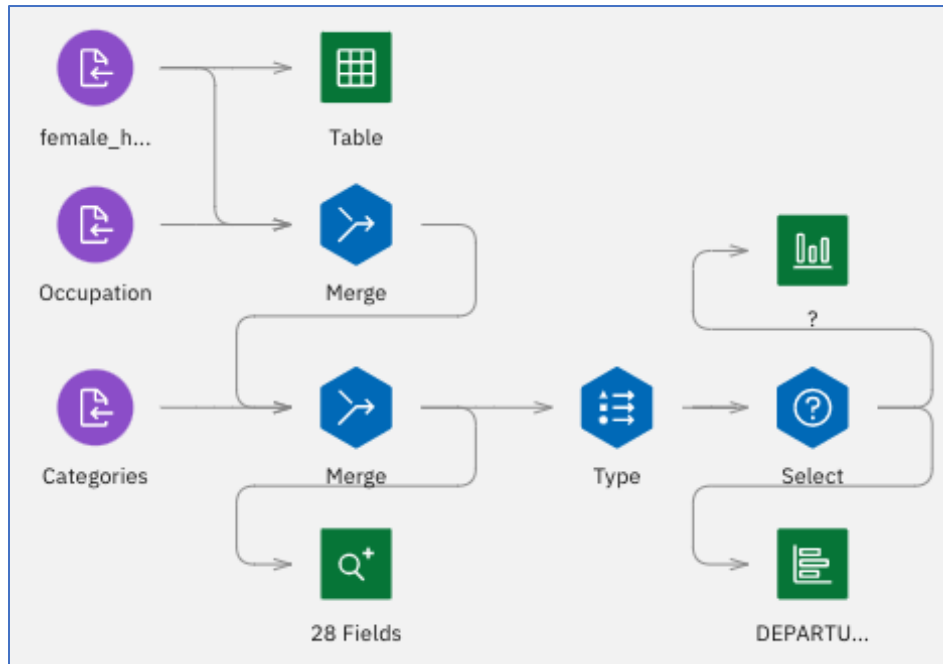 female_h...
Table
Occupation
Merge
?
Categories
Merge
Type
Select
28 Fields
DEPARTU...